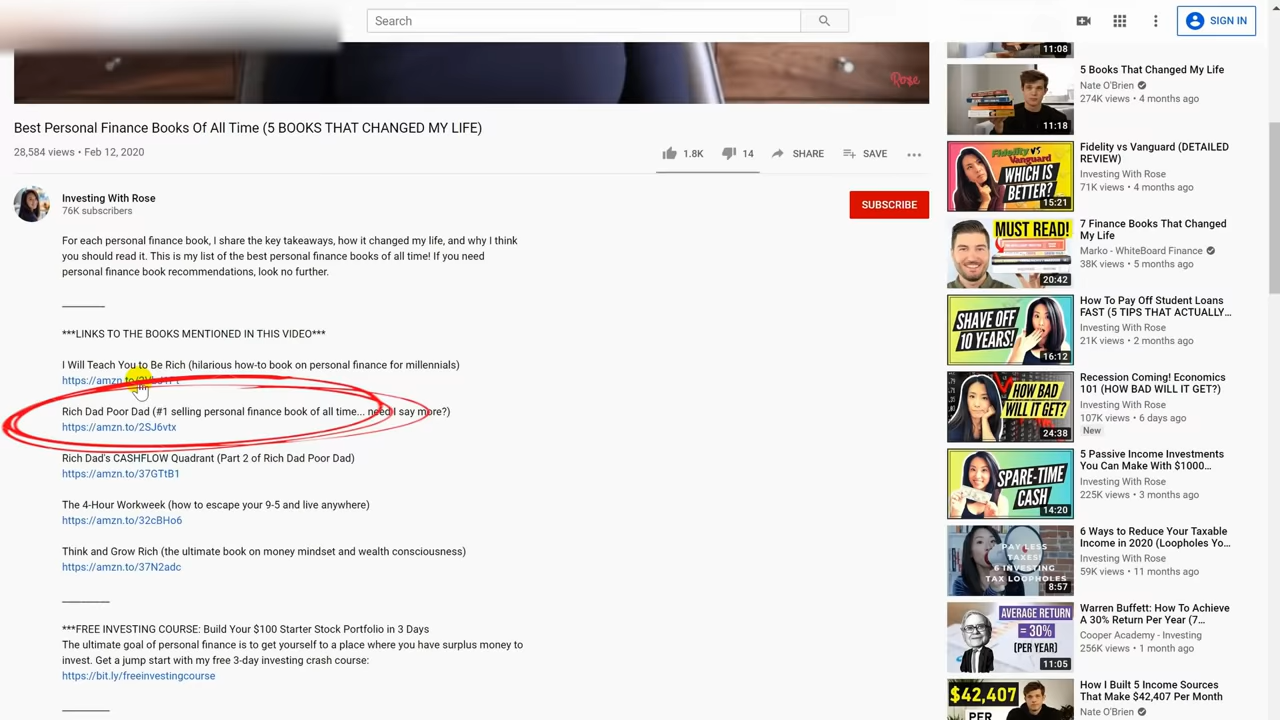 Search
SIGN IN
Rose
Best Personal Finance Books Of All Time (5 BOOKS THAT CHANGED MY LIFE)
28,584 views • Feb 12, 2020
1.8K
14
SHARE
SAVE
Investing With Rose
76K subscribers
SUBSCRIBE
For each personal finance book, I share the key takeaways, how it changed my life, and why I think
you should read it. This is my list of the best personal finance books of all time! If you need
personal finance book recommendations, look no further.
***LINKS TO THE BOOKS MENTIONED IN THIS VIDEO***
I Will Teach You to Be Rich (hilarious how-to book on personal finance for millennials)
Rich Dad Poor Dad (#1 selling personal finance book of all time... need I say more?)
https://amzn.to/2SJ6vtx
Rich Dad's CASHFLOW Quadrant (Part 2 of Rich Dad Poor Dad)
https://amzn.to/37GTtB1
The 4-Hour Workweek (how to escape your 9-5 and live anywhere)
https://amzn.to/32cBHo6
Think and Grow Rich (the ultimate book on money mindset and wealth consciousness)
https://amzn.to/37N2adc
***FREE INVESTING COURSE: Build Your $100 Starter Portfolio in 3 Days
The ultimate goal of personal finance is to get yourself to a place where you have surplus money to
invest. Get a jump start with my free 3-day investing crash course:
https://bit.ly/freeinvestingcourse
11:08
5 Books That Changed My Life
Nate O'Brien
274K views • 4 months ago
11:18
Fidelity vs Vanguard (DETAILED
REVIEW)
Investing With Rose
71K views • 4 months ago
Fidelity VS
Vanguard
WHICH IS
BETTER?
15:21
7 Finance Books That Changed
My Life
Marko - WhiteBoard Finance
38K views • 5 months ago
MUST READ!
20:42
How To Pay Off Student Loans
FAST (5 TIPS THAT ACTUALLY…
Investing With Rose
21K views • 2 months ago
SHAVE OFF
10 YEARS!
16:12
Recession Coming! Economics
101 (HOW BAD WILL IT GET?)
Investing With Rose
107K views • 6 days ago
New
HOW BAD
WILL IT GET?
24:38
5 Passive Income Investments
You Can Make With $1000…
Investing With Rose
225K views • 3 months ago
SPARE-TIME
CASH
14:20
6 Ways to Reduce Your Taxable
Income in 2020 (Loopholes Yo…
Investing With Rose
59K views • 11 months ago
PAY LESS
TAXES!
6 INVESTING
TAX LOOPHOLES
8:57
Warren Buffett: How To Achieve
A 30% Return Per Year (7…
Cooper Academy - Investing
256K views • 1 month ago
AVERAGE RETURN
= 30%
(PER YEAR)
11:05
How I Built 5 Income Sources
That Make $42,407 Per Month
Nate O'Brien
$42,407
PER